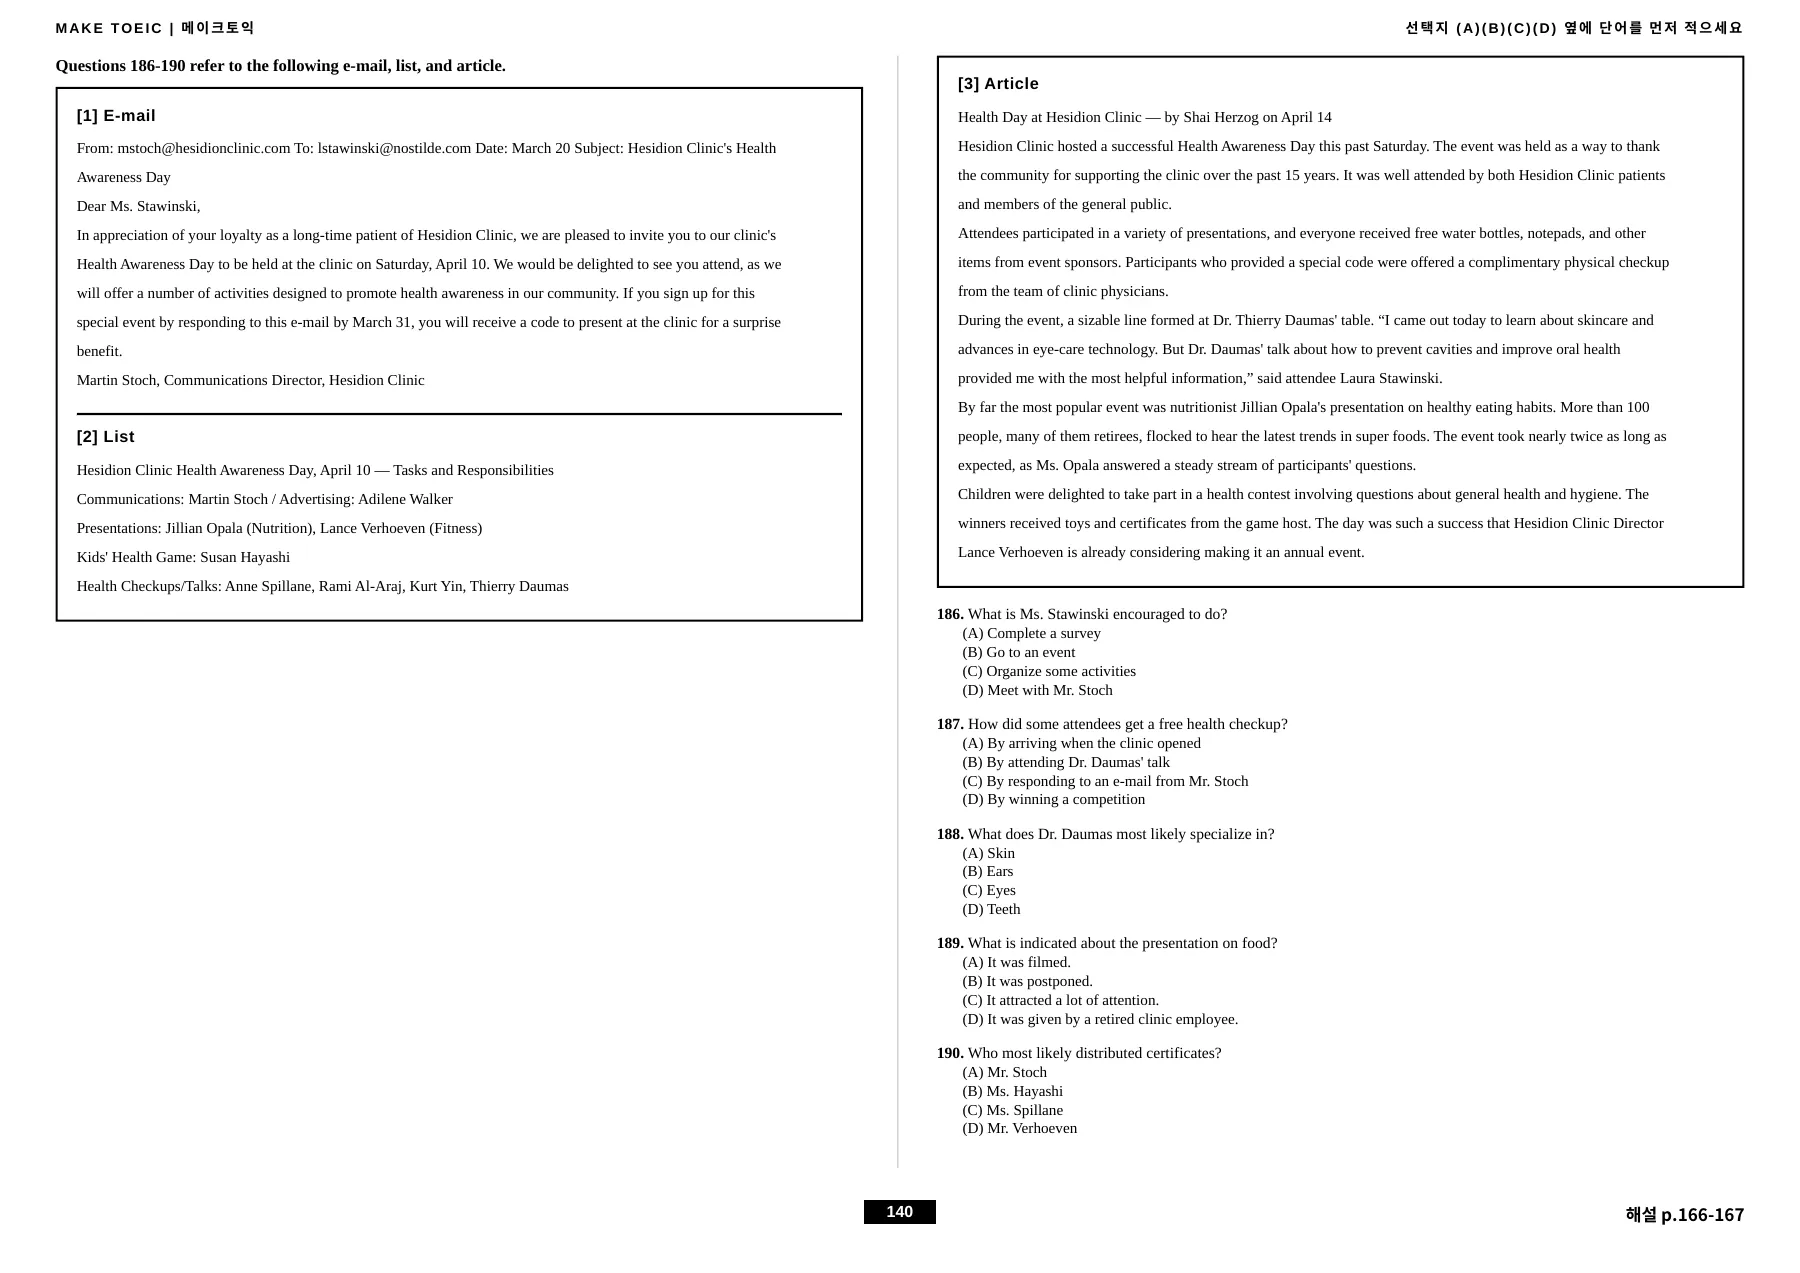 MAKE TOEIC | 메이크토익
선택지 (A)(B)(C)(D) 옆에 단어를 먼저 적으세요
Questions 186-190 refer to the following e-mail, list, and article.
[1] E-mail
From: mstoch@hesidionclinic.com To: lstawinski@nostilde.com Date: March 20 Subject: Hesidion Clinic's Health
Awareness Day
Dear Ms. Stawinski,
In appreciation of your loyalty as a long-time patient of Hesidion Clinic, we are pleased to invite you to our clinic's
Health Awareness Day to be held at the clinic on Saturday, April 10. We would be delighted to see you attend, as we
will offer a number of activities designed to promote health awareness in our community. If you sign up for this
special event by responding to this e-mail by March 31, you will receive a code to present at the clinic for a surprise
benefit.
Martin Stoch, Communications Director, Hesidion Clinic
[2] List
Hesidion Clinic Health Awareness Day, April 10 — Tasks and Responsibilities
Communications: Martin Stoch / Advertising: Adilene Walker
Presentations: Jillian Opala (Nutrition), Lance Verhoeven (Fitness)
Kids' Health Game: Susan Hayashi
Health Checkups/Talks: Anne Spillane, Rami Al-Araj, Kurt Yin, Thierry Daumas
[3] Article
Health Day at Hesidion Clinic — by Shai Herzog on April 14
Hesidion Clinic hosted a successful Health Awareness Day this past Saturday. The event was held as a way to thank
the community for supporting the clinic over the past 15 years. It was well attended by both Hesidion Clinic patients
and members of the general public.
Attendees participated in a variety of presentations, and everyone received free water bottles, notepads, and other
items from event sponsors. Participants who provided a special code were offered a complimentary physical checkup
from the team of clinic physicians.
During the event, a sizable line formed at Dr. Thierry Daumas' table. “I came out today to learn about skincare and
advances in eye-care technology. But Dr. Daumas' talk about how to prevent cavities and improve oral health
provided me with the most helpful information,” said attendee Laura Stawinski.
By far the most popular event was nutritionist Jillian Opala's presentation on healthy eating habits. More than 100
people, many of them retirees, flocked to hear the latest trends in super foods. The event took nearly twice as long as
expected, as Ms. Opala answered a steady stream of participants' questions.
Children were delighted to take part in a health contest involving questions about general health and hygiene. The
winners received toys and certificates from the game host. The day was such a success that Hesidion Clinic Director
Lance Verhoeven is already considering making it an annual event.
186. What is Ms. Stawinski encouraged to do?
(A) Complete a survey
(B) Go to an event
(C) Organize some activities
(D) Meet with Mr. Stoch
187. How did some attendees get a free health checkup?
(A) By arriving when the clinic opened
(B) By attending Dr. Daumas' talk
(C) By responding to an e-mail from Mr. Stoch
(D) By winning a competition
188. What does Dr. Daumas most likely specialize in?
(A) Skin
(B) Ears
(C) Eyes
(D) Teeth
189. What is indicated about the presentation on food?
(A) It was filmed.
(B) It was postponed.
(C) It attracted a lot of attention.
(D) It was given by a retired clinic employee.
190. Who most likely distributed certificates?
(A) Mr. Stoch
(B) Ms. Hayashi
(C) Ms. Spillane
(D) Mr. Verhoeven
140
해설 p.166-167